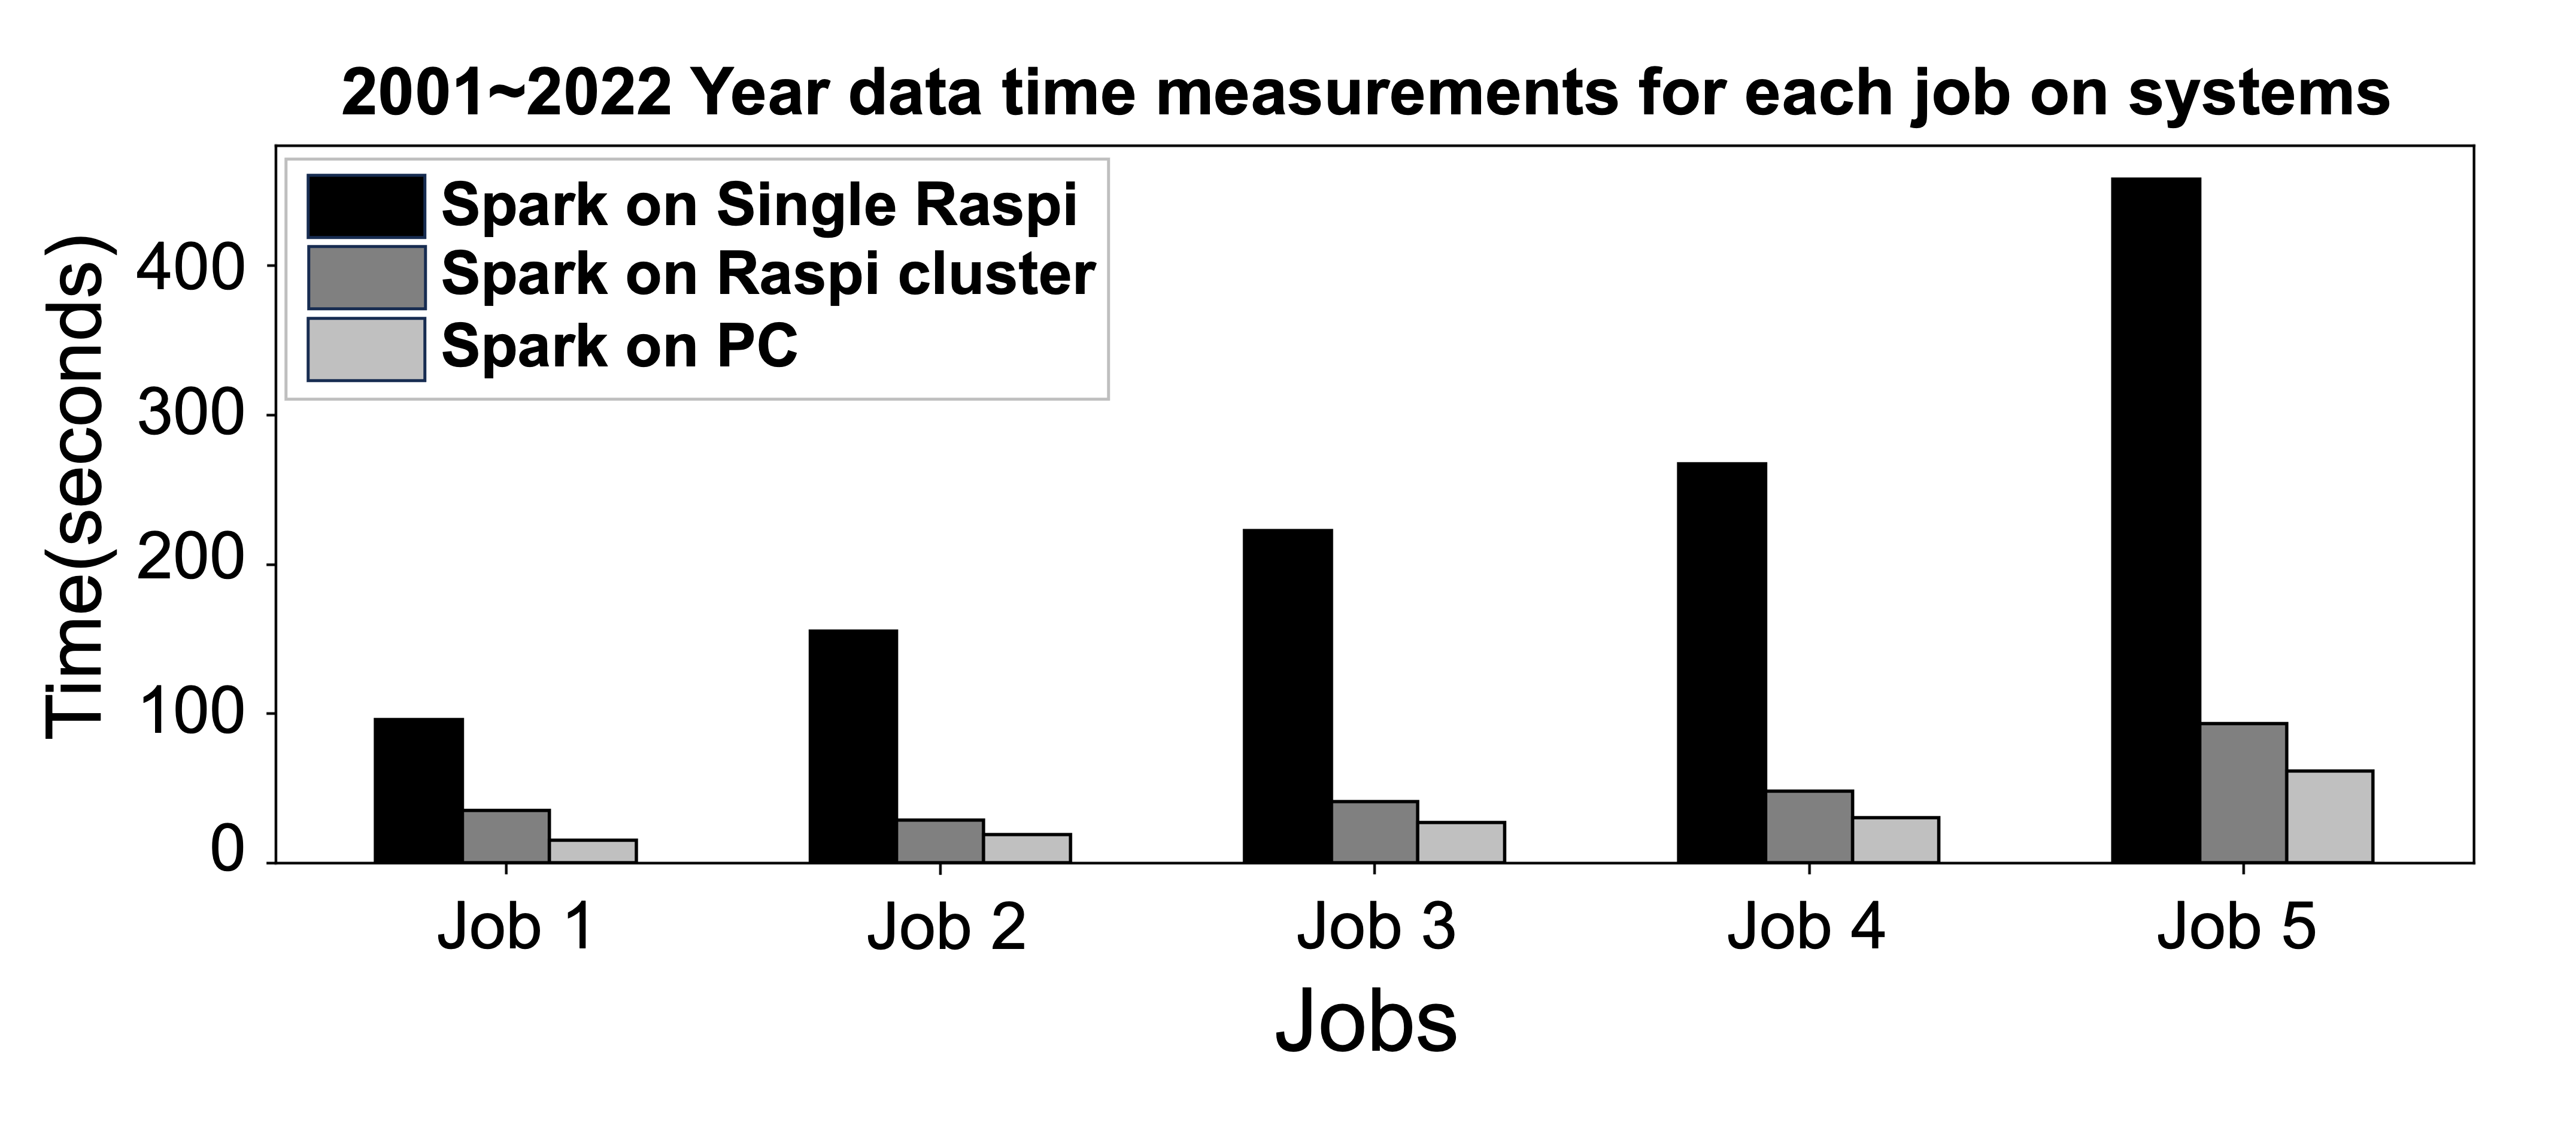 2001~2022 Year data time measurements for each job on systems
Spark on Single Raspi
Spark on Raspi cluster
Spark on PC
Time(seconds)
400
300
200
100
0
Job 1 Job 2 Job 3 Job 4 Job 5
Jobs